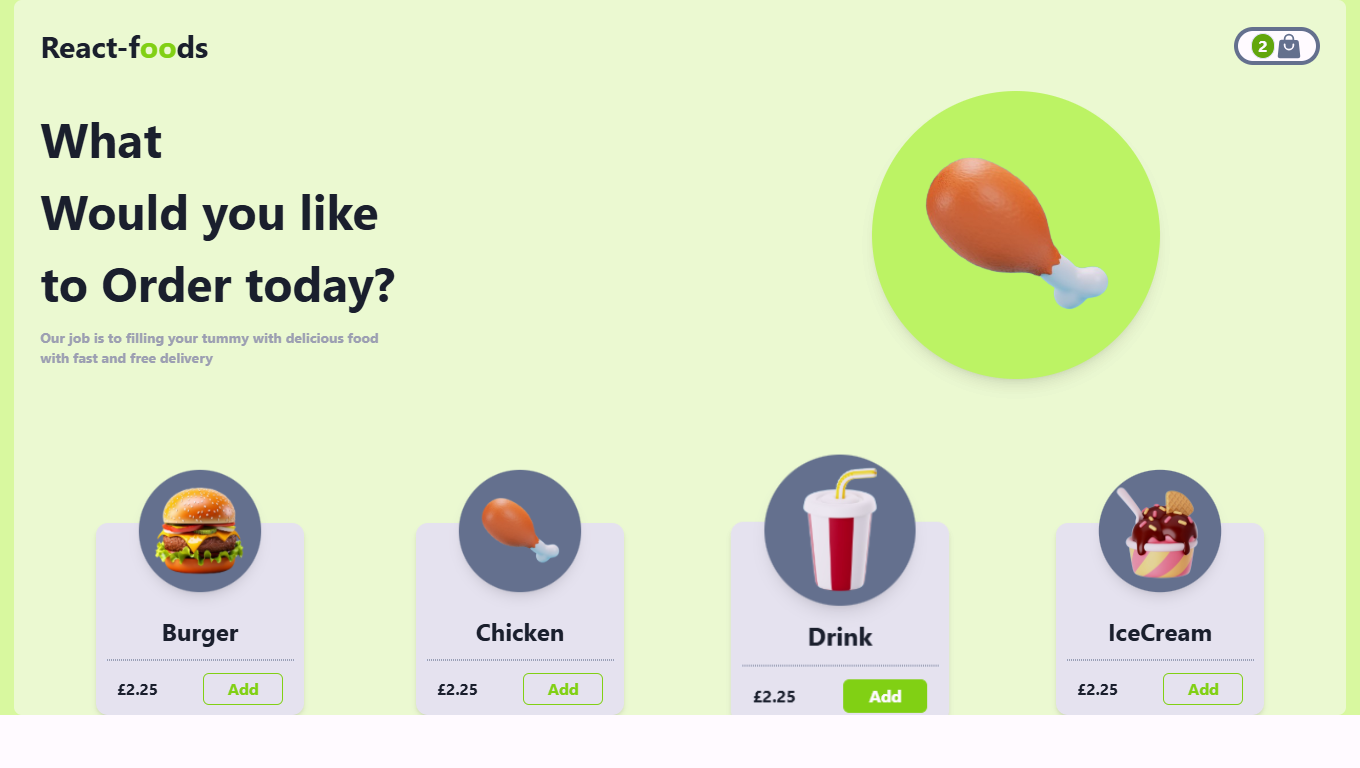 React-foods
2
What
Would you like
to Order today?
Our job is to filling your tummy with delicious food
with fast and free delivery
Burger
Chicken
Drink
IceCream
£2.25
Add
£2.25
Add
£2.25
Add
£2.25
Add